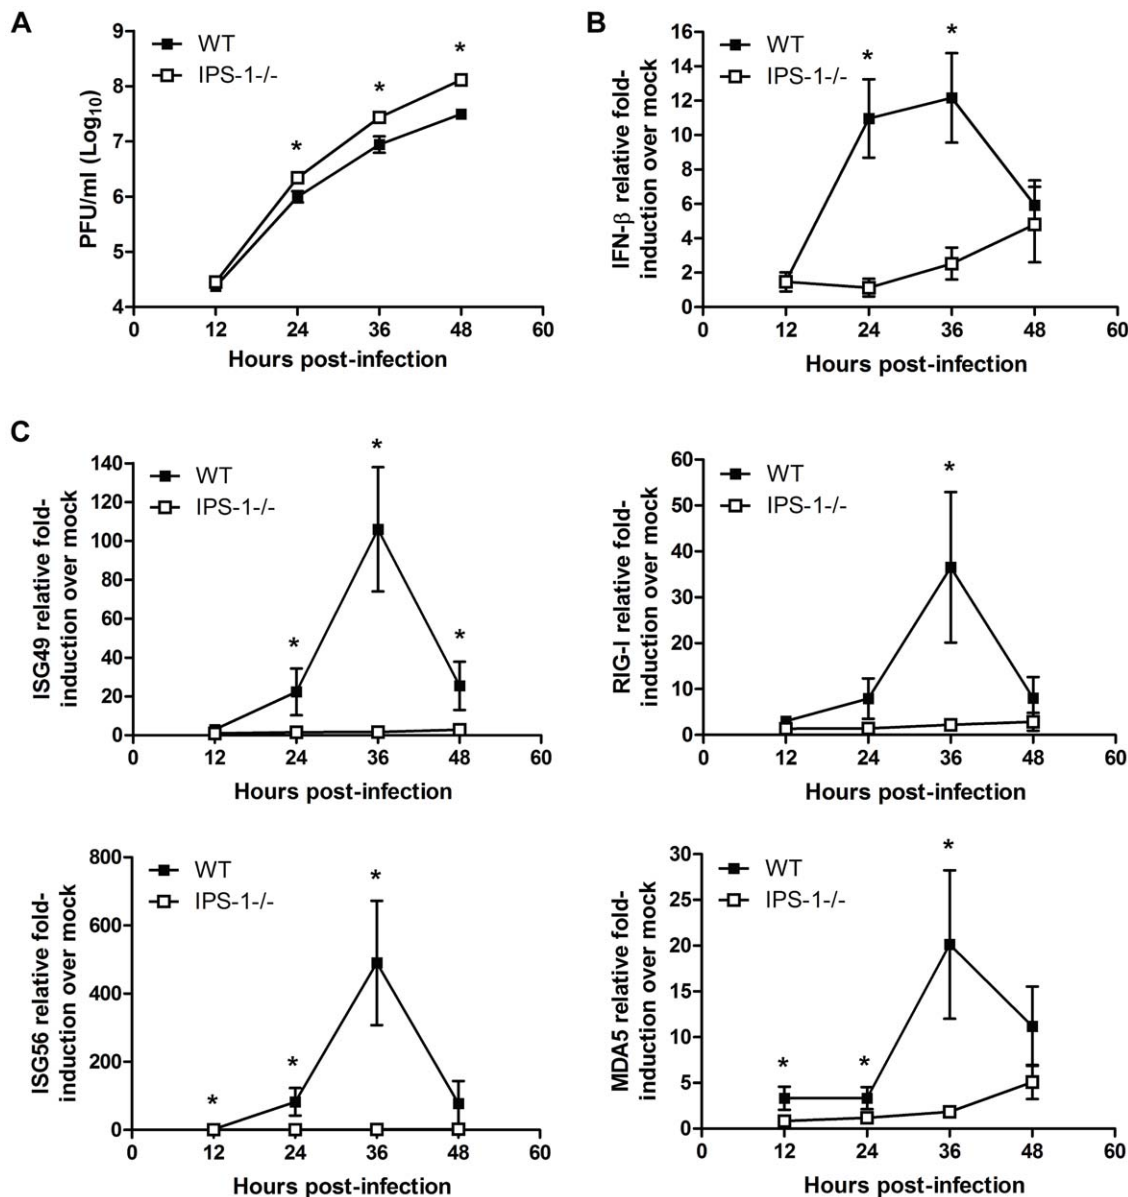 A
WT
IPS-1-/-
PFU/ml (Log10)
9
8
7
6
5
4
* * *
0 12 24 36 48 60
Hours post-infection
B
WT
IPS-1-/-
IFN-β relative fold-
induction over mock
16
14
12
10
8
6
4
2
0
* *
0 12 24 36 48 60
Hours post-infection
C
WT
IPS-1-/-
ISG49 relative fold-
induction over mock
140
120
100
80
60
40
20
0
* * *
0 12 24 36 48 60
Hours post-infection
WT
IPS-1-/-
RIG-I relative fold-
induction over mock
60
50
40
30
20
10
0
*
0 12 24 36 48 60
Hours post-infection
WT
IPS-1-/-
ISG56 relative fold-
induction over mock
800
600
400
200
0
* * *
0 12 24 36 48 60
Hours post-infection
WT
IPS-1-/-
MDA5 relative fold-
induction over mock
30
25
20
15
10
5
0
* * *
0 12 24 36 48 60
Hours post-infection